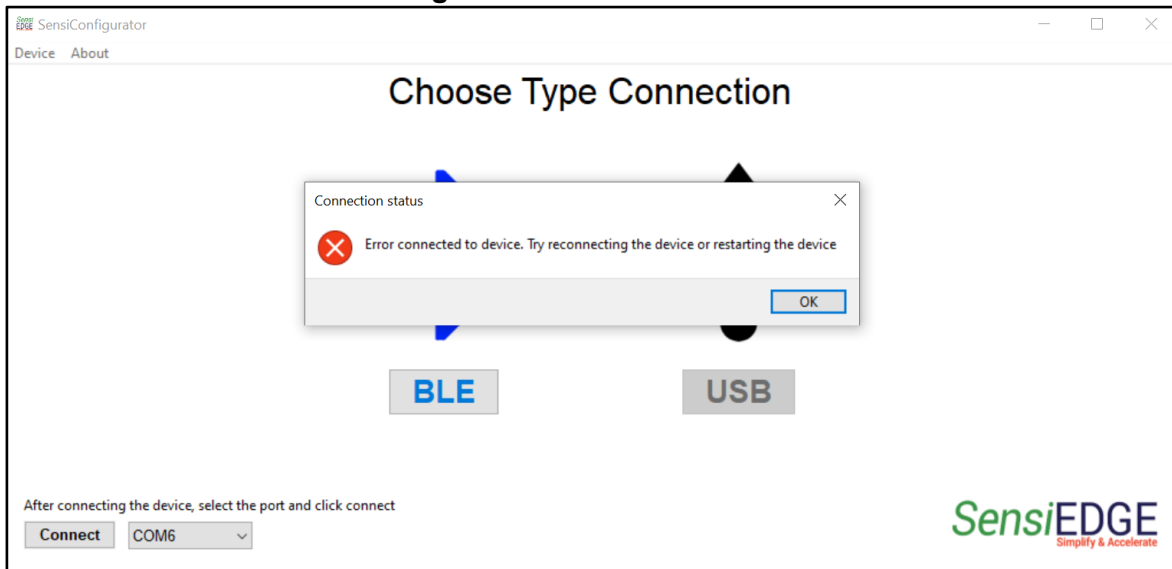 Sensi
EDGE SensiConfigurator
Device About
Choose Type Connection
Connection status
Error connected to device. Try reconnecting the device or restarting the device
OK
BLE USB
After connecting the device, select the port and click connect
Connect COM6
SensiEDGE
Simplify & Accelerate